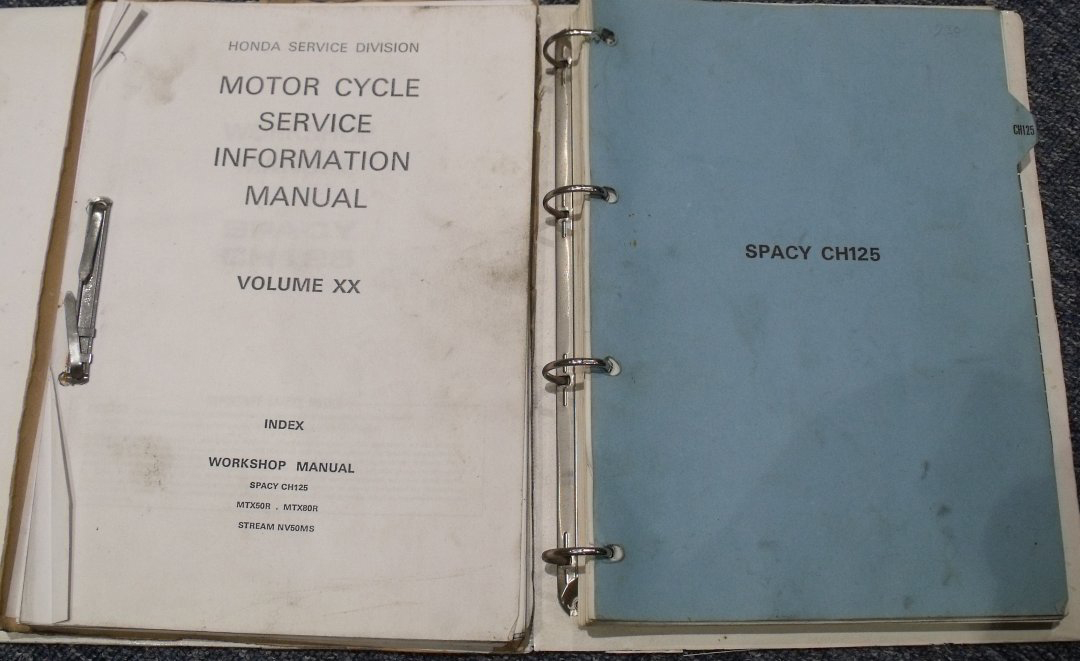 HONDA SERVICE DIVISION
MOTOR CYCLE
SERVICE
INFORMATION
MANUAL
VOLUME XX
INDEX
WORKSHOP MANUAL
SPACY CH125
MTX50R . MTX80R
STREAM NV50MS
CH125
SPACY CH125